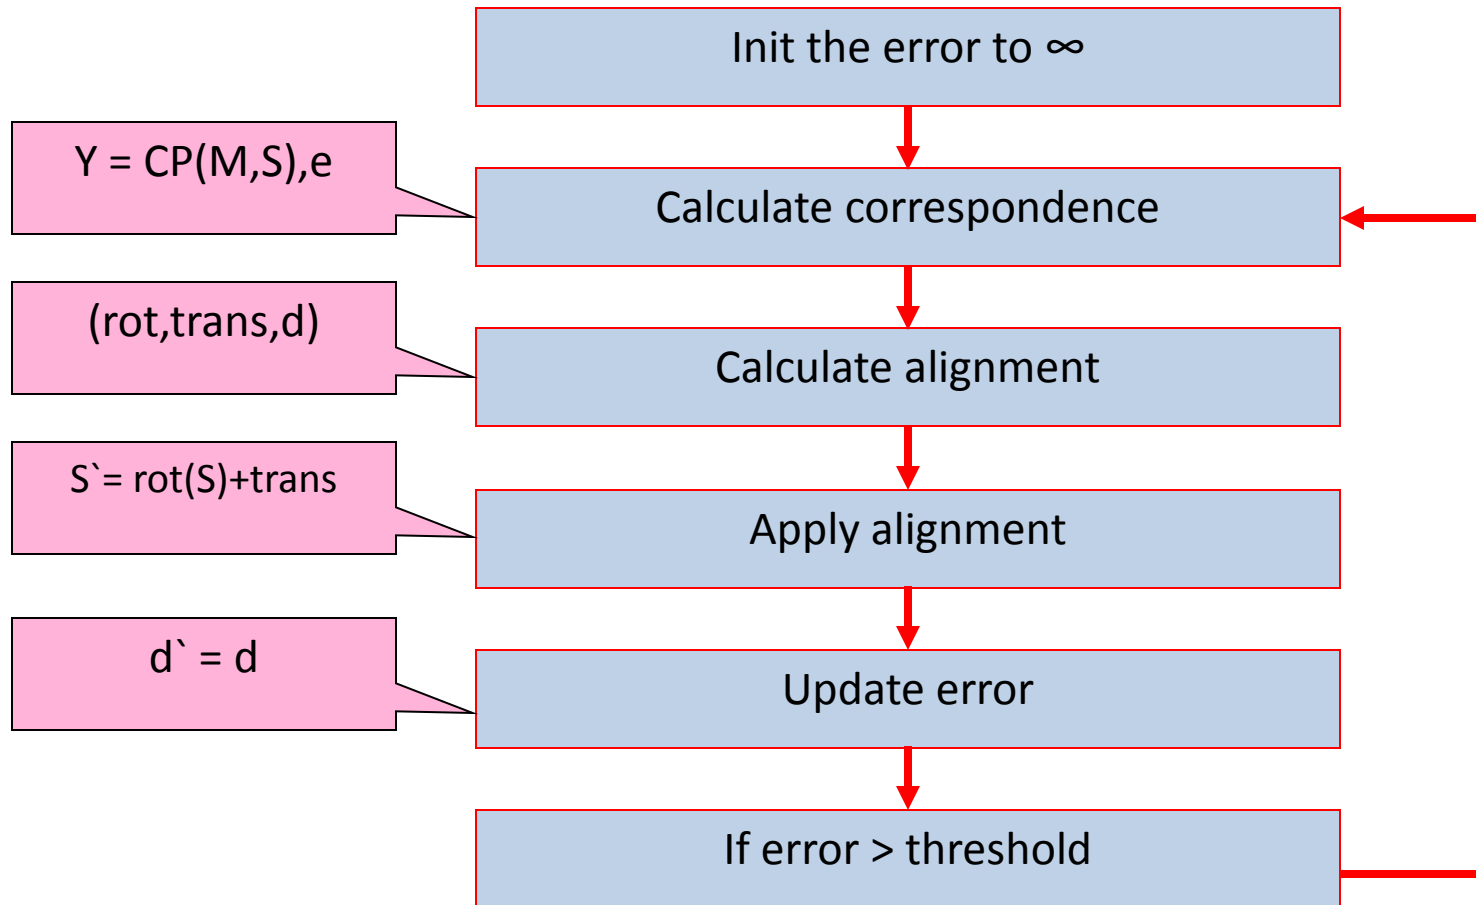 Init the error to ∞
Y = CP(M,S),e
Calculate correspondence
(rot,trans,d)
Calculate alignment
S`= rot(S)+trans
Apply alignment
d` = d
Update error
If error > threshold